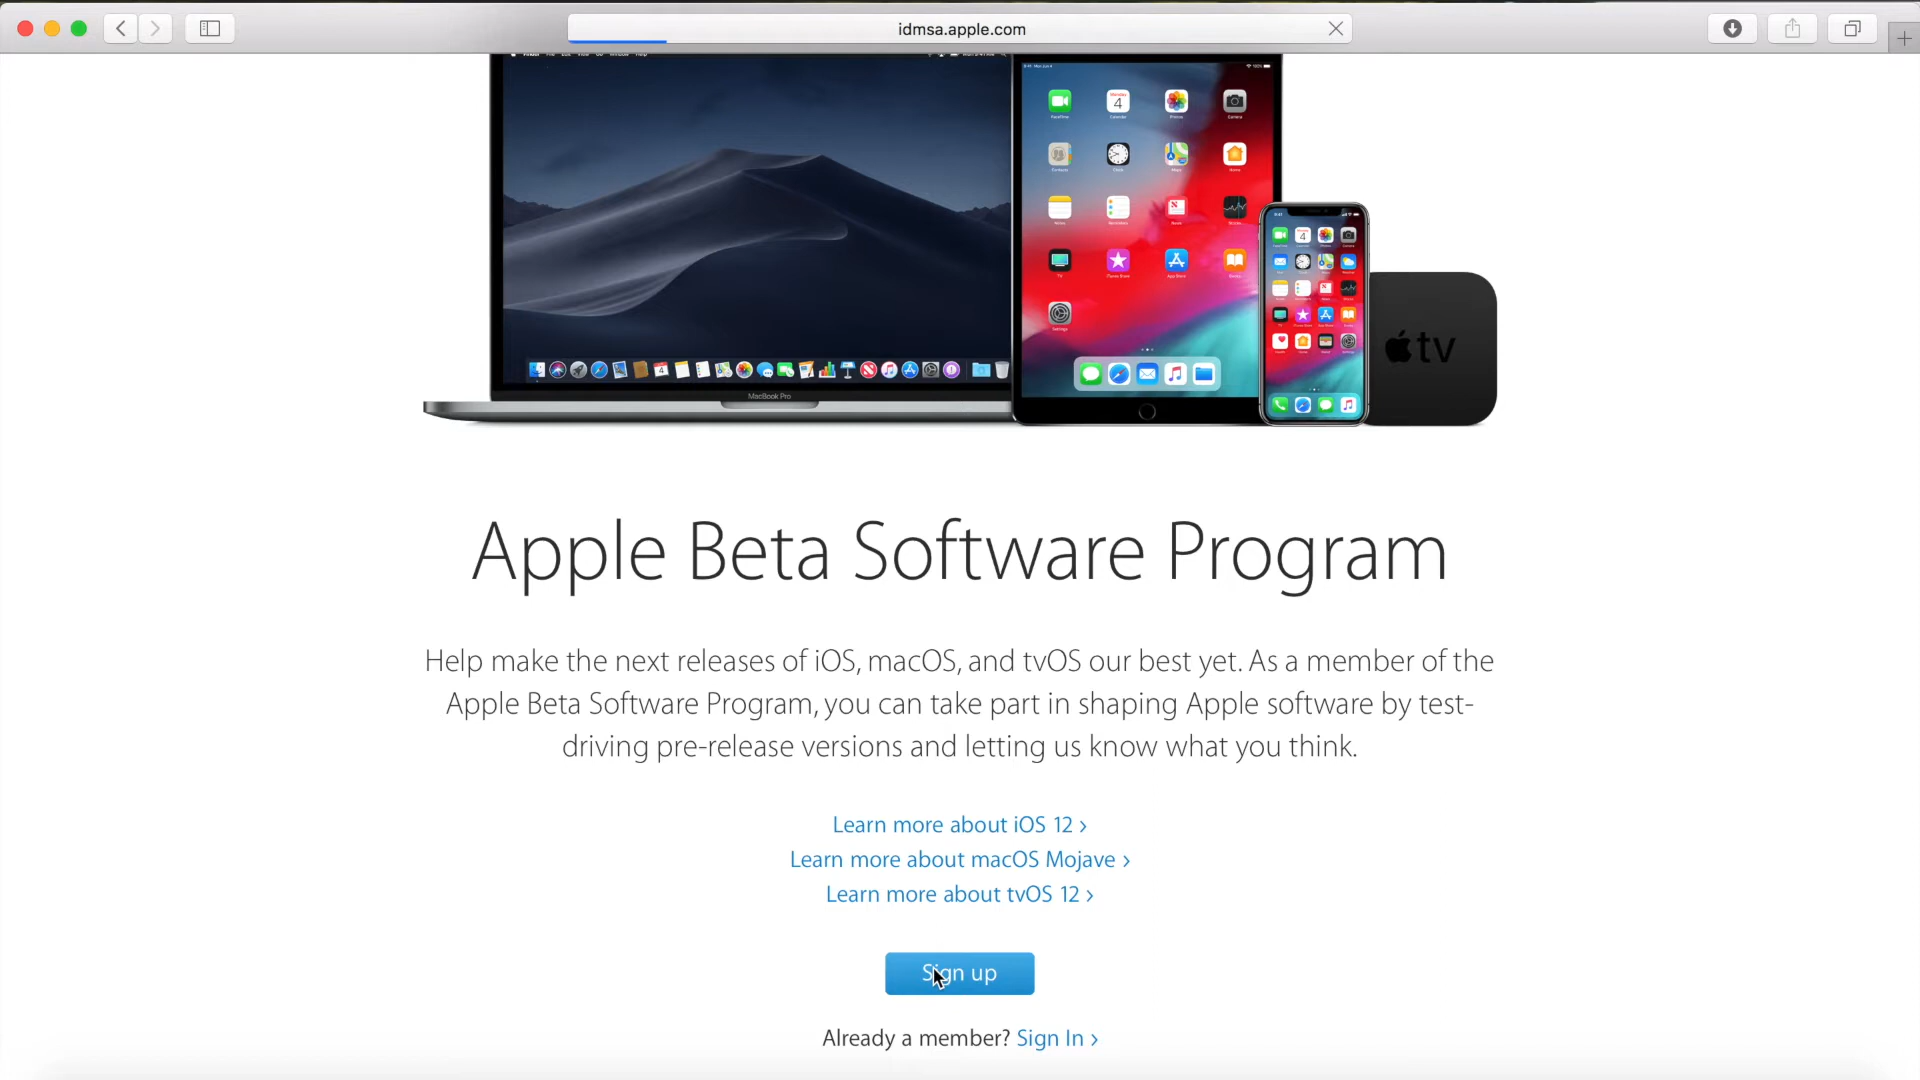 idmsa.apple.com
MacBook Pro
tv
Apple Beta Software Program
Help make the next releases of iOS, macOS, and tvOS our best yet. As a member of the
Apple Beta Software Program, you can take part in shaping Apple software by test-
driving pre-release versions and letting us know what you think.
Learn more about iOS 12 ›
Learn more about macOS Mojave ›
Learn more about tvOS 12 ›
Sign up
Already a member? Sign In ›